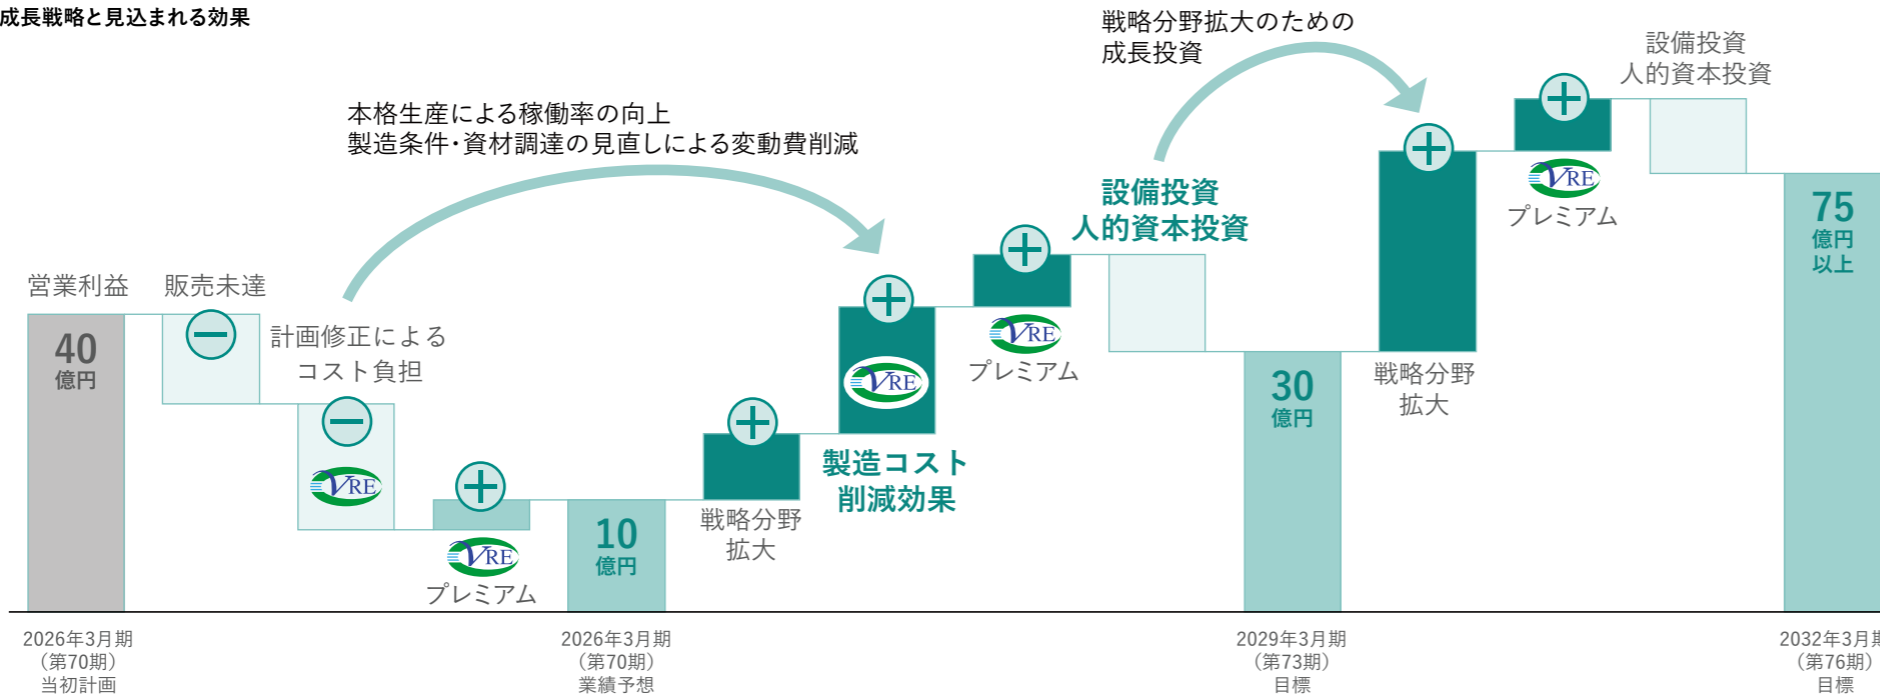 成長戦略と見込まれる効果
戦略分野拡大のための
成長投資
設備投資
人的資本投資
本格生産による稼働率の向上
製造条件・資材調達の見直しによる変動費削減
設備投資
人的資本投資
営業利益
販売未達
計画修正による
コスト負担
40
億円
VRE
VRE
プレミアム
10
億円
戦略分野
拡大
VRE
製造コスト
削減効果
VRE
プレミアム
30
億円
戦略分野
拡大
VRE
プレミアム
75
億円
以上
2026年3月期
（第70期）
当初計画
2026年3月期
（第70期）
業績予想
2029年3月期
（第73期）
目標
2032年3月期
（第76期）
目標